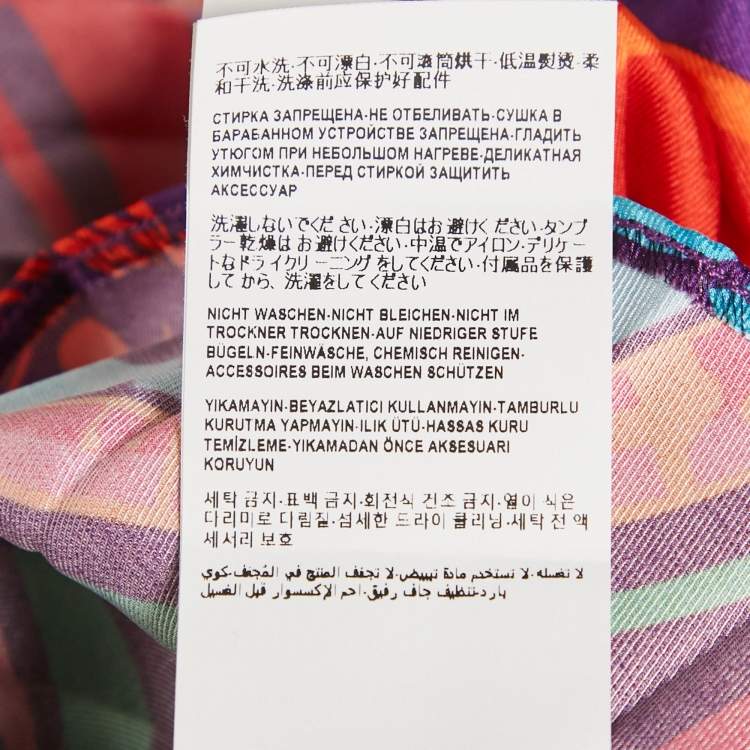 不可水洗·不可漂白·不可滚筒烘干·低温熨烫·柔
和干洗·洗涤前应保护好配件
СТИРКА ЗАПРЕЩЕНА·НЕ ОТБЕЛИВАТЬ·СУШКА В
БАРАБАННОМ УСТРОЙСТВЕ ЗАПРЕЩЕНА·ГЛАДИТЬ
УТЮГОМ ПРИ НЕБОЛЬШОМ НАГРЕВЕ·ДЕЛИКАТНАЯ
ХИМЧИСТКА·ПЕРЕД СТИРКОЙ ЗАЩИТИТЬ
АКСЕССУАР
洗濯しないでください·漂白はお避けください·タンブ
ラー乾燥はお避けください·中温でアイロン·デリケー
トなドライクリーニングをしてください·付属品を保護
してから、洗濯をしてください
NICHT WASCHEN·NICHT BLEICHEN·NICHT IM
TROCKNER TROCKNEN·AUF NIEDRIGER STUFE
BÜGELN·FEINWÄSCHE, CHEMISCH REINIGEN·
ACCESSOIRES BEIM WASCHEN SCHÜTZEN
YIKAMAYIN·BEYAZLATICI KULLANMAYIN·TAMBURLU
KURUTMA YAPMAYIN·ILIK ÜTÜ·HASSAS KURU
TEMİZLEME·YIKAMADAN ÖNCE AKSESUARI
KORUYUN
세탁 금지·표백 금지·회전식 건조 금지·열이 식은
다리미로 다림질·섬세한 드라이 클리닝·세탁 전 액
세서리 보호
لا تغسله·لا تستخدم مادة تبييض·لا تجفف المنتج في المُجفف·كوي
بارد·تنظيف جاف رفيق·احم الإكسسوار قبل الغسيل